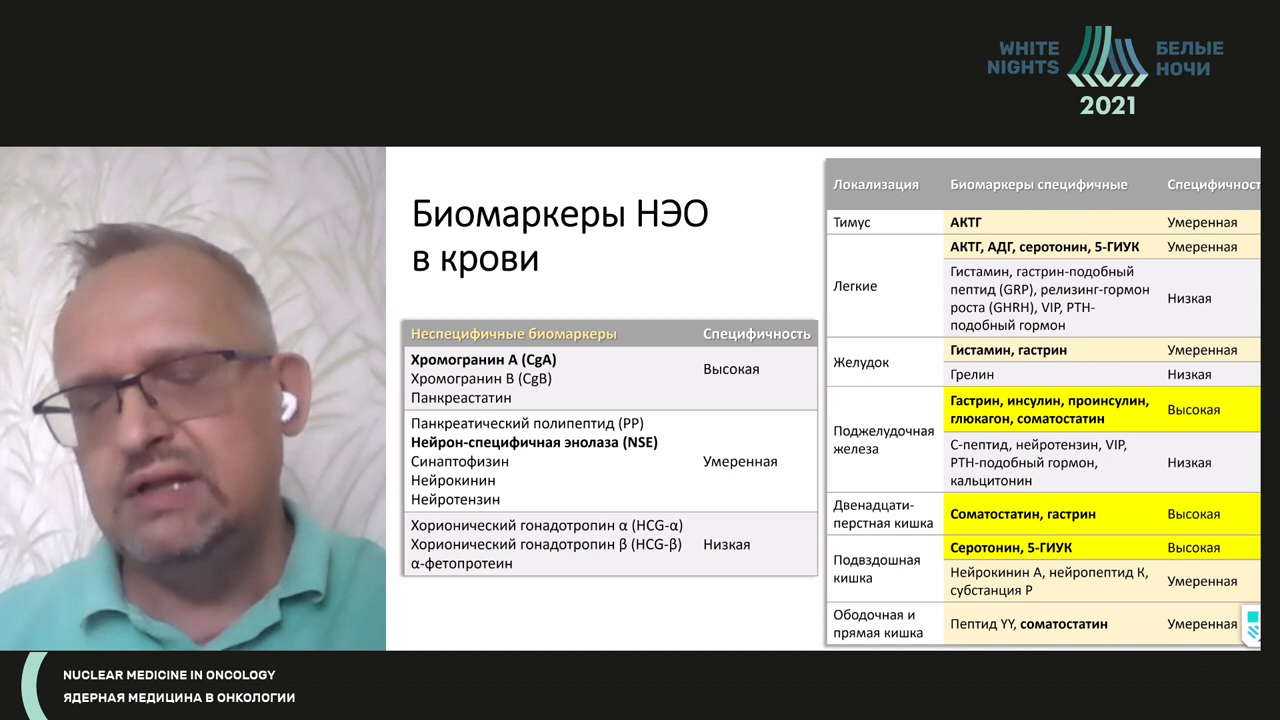 WHITE
NIGHTS
БЕЛЫЕ
НОЧИ
2021
Биомаркеры НЭО
в крови
Неспецифичные биомаркеры Специфичность
Хромогранин А (CgA)
Хромогранин В (CgB)
Панкреастатин
Высокая
Панкреатический полипептид (PP)
Нейрон-специфичная энолаза (NSE)
Синаптофизин
Нейрокинин
Нейротензин
Умеренная
Хорионический гонадотропин α (HCG-α)
Хорионический гонадотропин β (HCG-β)
α-фетопротеин
Низкая
Локализация Биомаркеры специфичные Специфичност
Тимус АКТГ Умеренная
Легкие
АКТГ, АДГ, серотонин, 5-ГИУК Умеренная
Гистамин, гастрин-подобный
пептид (GRP), релизинг-гормон
роста (GHRH), VIP, PTH-
подобный гормон
Низкая
Желудок
Гистамин, гастрин Умеренная
Грелин Низкая
Поджелудочная
железа
Гастрин, инсулин, проинсулин,
глюкагон, соматостатин
Высокая
С-пептид, нейротензин, VIP,
PTH-подобный гормон,
кальцитонин
Низкая
Двенадцати-
перстная кишка
Соматостатин, гастрин Высокая
Подвздошная
кишка
Серотонин, 5-ГИУК Высокая
Нейрокинин А, нейропептид К,
субстанция Р
Умеренная
Ободочная и
прямая кишка
Пептид YY, соматостатин Умеренная
NUCLEAR MEDICINE IN ONCOLOGY
ЯДЕРНАЯ МЕДИЦИНА В ОНКОЛОГИИ